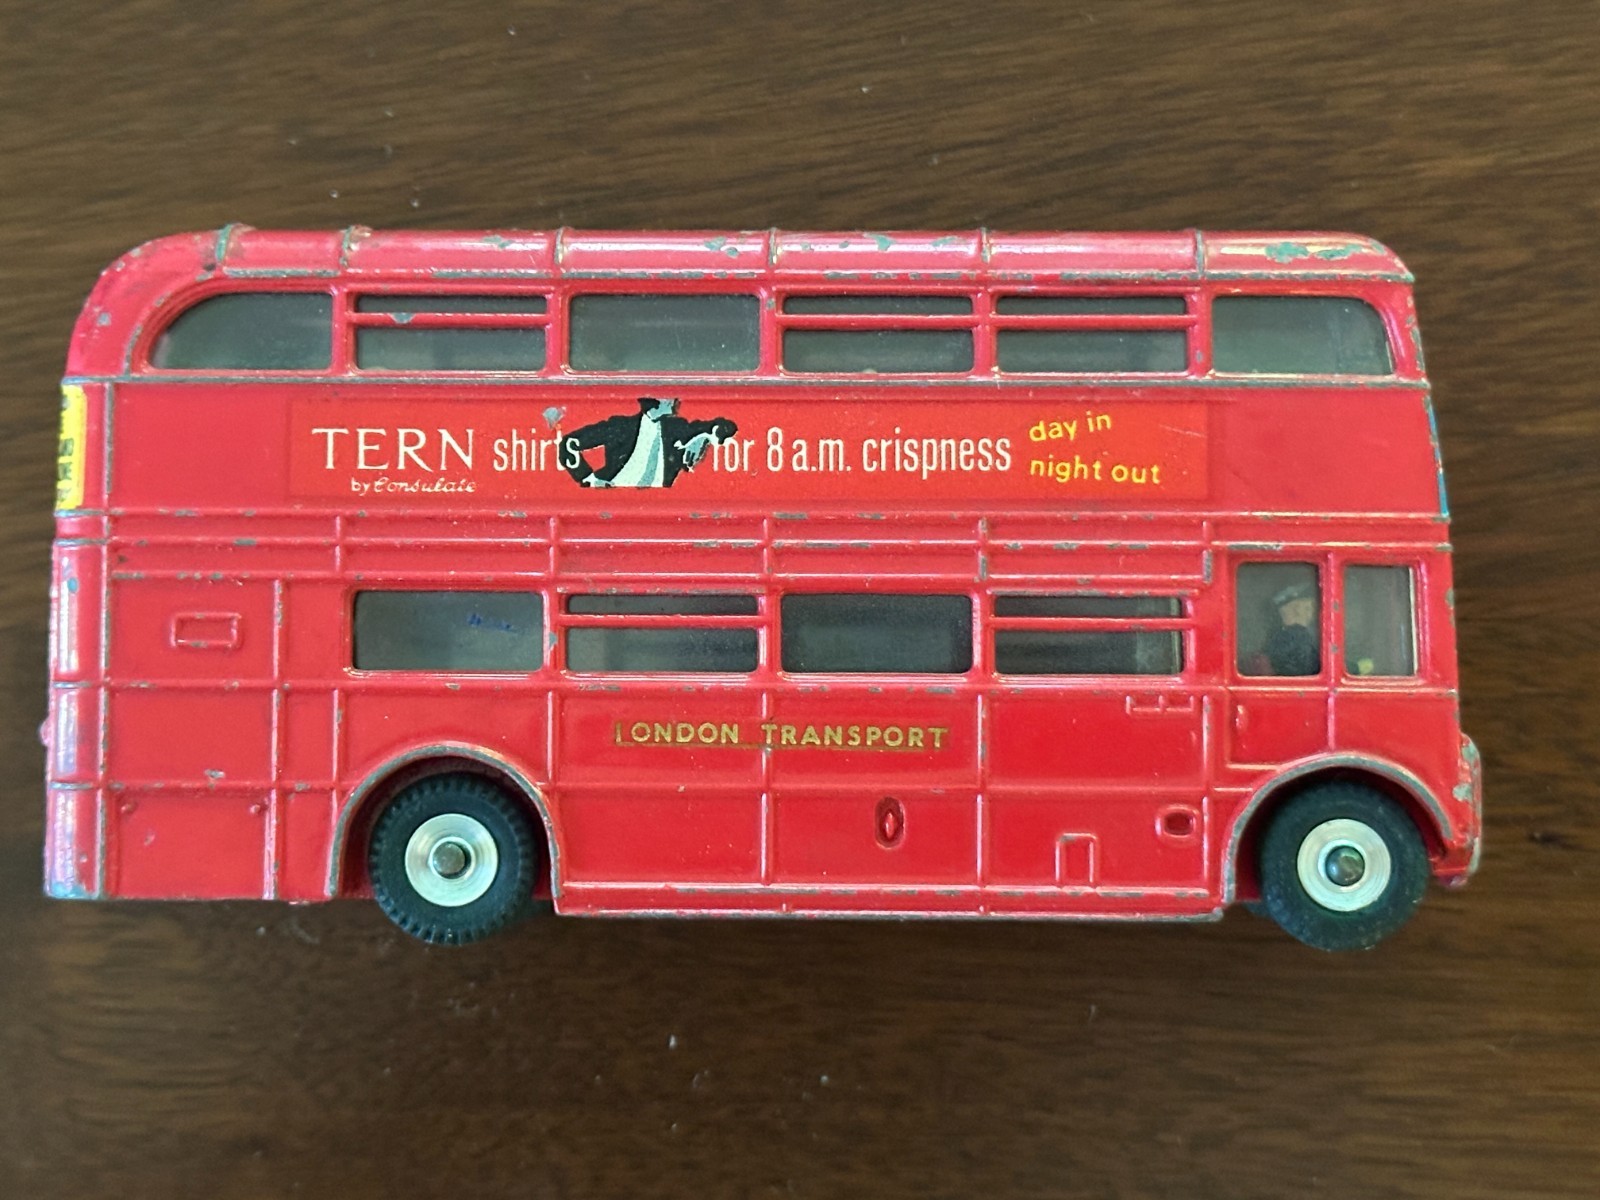 TERN shirts for 8 a.m. crispness
by Consulate
day in
night out
LONDON TRANSPORT